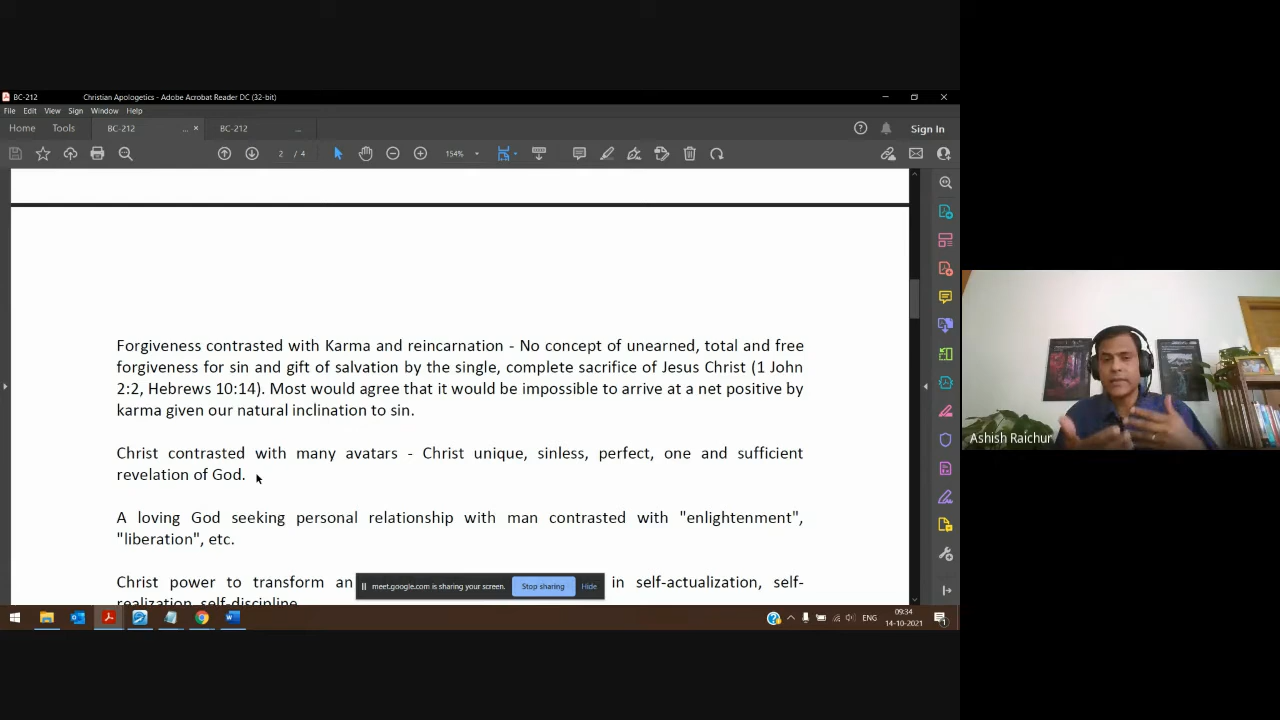 BC-212 Christian Apologetics - Adobe Acrobat Reader DC (32-bit)
File Edit View Sign Window Help
Home Tools BC-212 ... × BC-212 ... Sign In
2 / 4 154%
Forgiveness contrasted with Karma and reincarnation - No concept of unearned, total and free
forgiveness for sin and gift of salvation by the single, complete sacrifice of Jesus Christ (1 John
2:2, Hebrews 10:14). Most would agree that it would be impossible to arrive at a net positive by
karma given our natural inclination to sin.
Christ contrasted with many avatars - Christ unique, sinless, perfect, one and sufficient
revelation of God.
A loving God seeking personal relationship with man contrasted with "enlightenment",
"liberation", etc.
Christ power to transform an in self-actualization, self-
realization, self-discipline
meet.google.com is sharing your screen. Stop sharing Hide
Ashish Raichur
ENG 09:34
14-10-2021